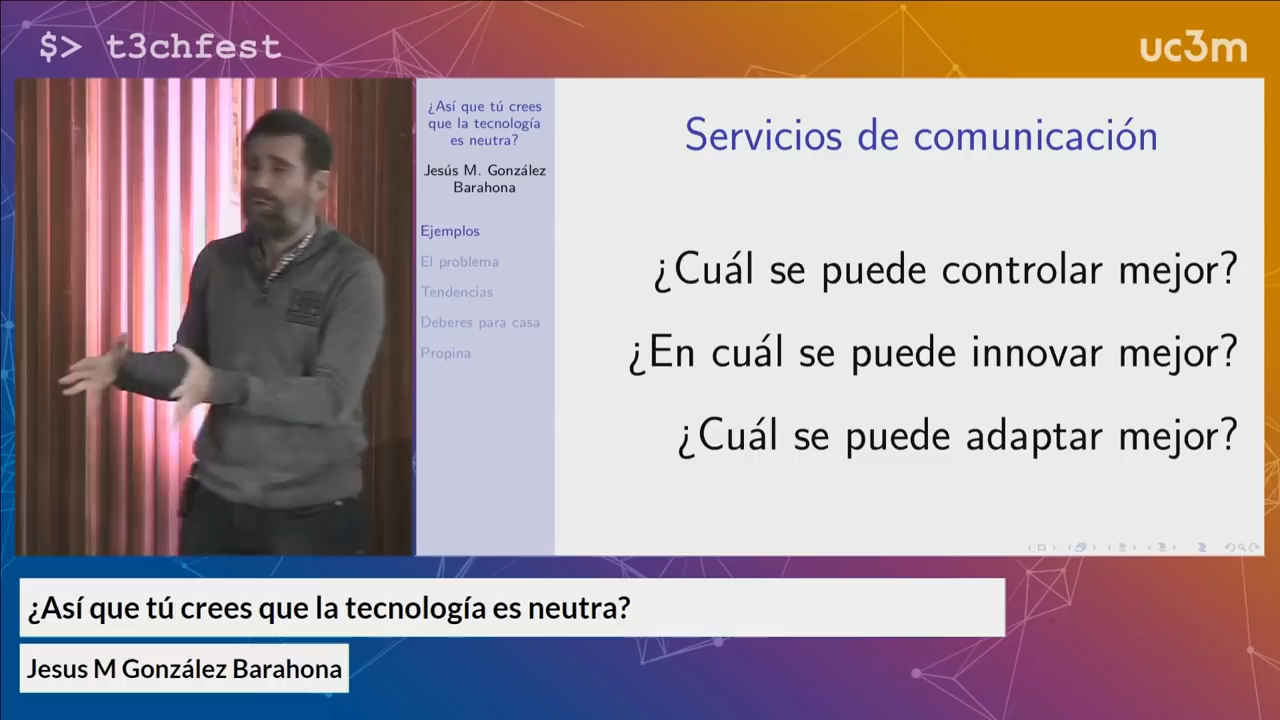 $> t3chfest
uc3m
¿Así que tú crees
que la tecnología
es neutra?
Jesús M. González
Barahona
Ejemplos
El problema
Tendencias
Deberes para casa
Propina
Servicios de comunicación
¿Cuál se puede controlar mejor?
¿En cuál se puede innovar mejor?
¿Cuál se puede adaptar mejor?
¿Así que tú crees que la tecnología es neutra?
Jesus M González Barahona